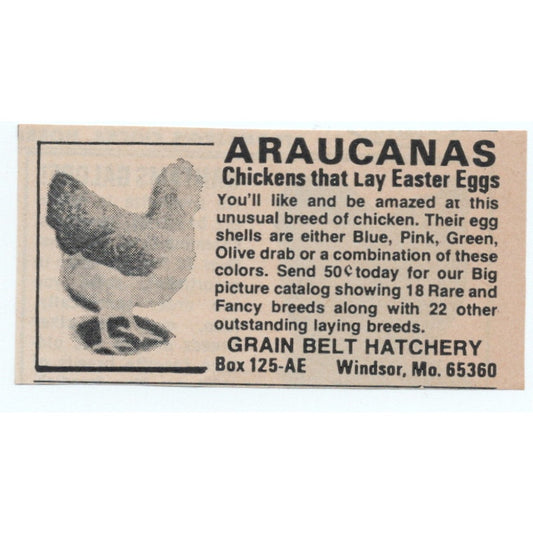 ARAUCANAS
Chickens that Lay Easter Eggs
You'll like and be amazed at this
unusual breed of chicken. Their egg
shells are either Blue, Pink, Green,
Olive drab or a combination of these
colors. Send 50¢ today for our Big
picture catalog showing 18 Rare and
Fancy breeds along with 22 other
outstanding laying breeds.
GRAIN BELT HATCHERY
Box 125-AE Windsor, Mo. 65360